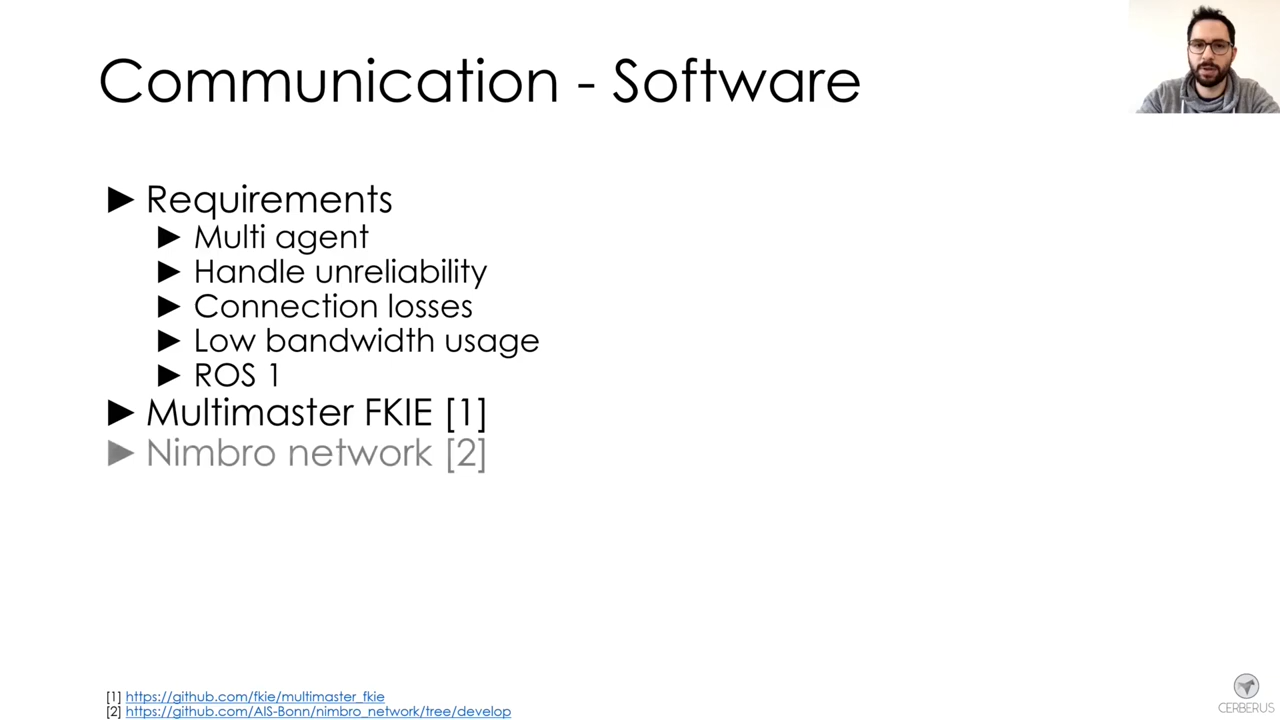 Communication - Software
► Requirements
► Multi agent
► Handle unreliability
► Connection losses
► Low bandwidth usage
► ROS 1
► Multimaster FKIE [1]
► Nimbro network [2]
[1] https://github.com/fkie/multimaster_fkie
[2] https://github.com/AIS-Bonn/nimbro_network/tree/develop
CERBERUS